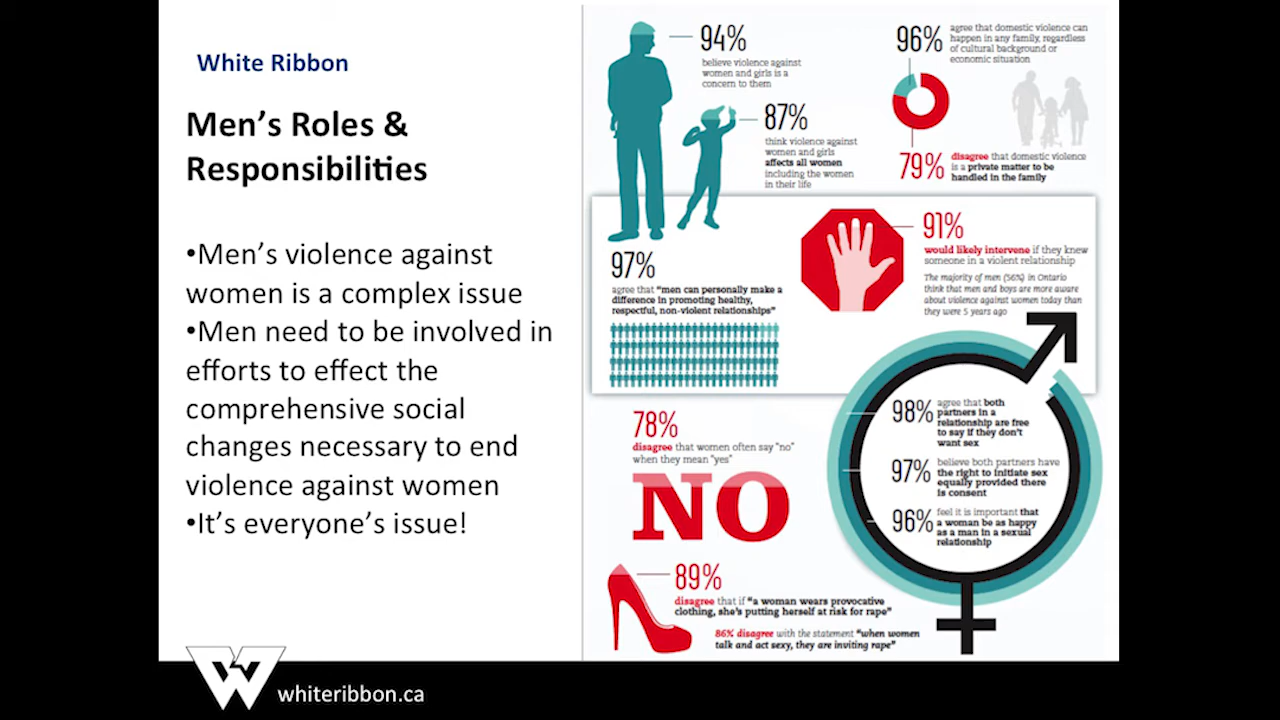 White Ribbon
Men's Roles &
Responsibilities
•Men's violence against
women is a complex issue
•Men need to be involved in
efforts to effect the
comprehensive social
changes necessary to end
violence against women
•It's everyone's issue!
whiteribbon.ca
94%
believe violence against
women and girls is a
concern to them
87%
think violence against
women and girls
affects all women
including the women
in their life
96%
agree that domestic violence can
happen in any family, regardless
of cultural background or
economic situation
79%
disagree that domestic violence
is a private matter to be
handled in the family
97%
agree that "men can personally make a
difference in promoting healthy,
respectful, non-violent relationships"
91%
would likely intervene if they knew
someone in a violent relationship
The majority of men (56%) in Ontario
think that men and boys are more aware
about violence against women today than
they were 5 years ago
78%
disagree that women often say "no"
when they mean "yes"
NO
98%
agree that both
partners in a
relationship are free
to say if they don't
want sex
97%
believe both partners have
the right to initiate sex
equally provided there
is consent
96%
feel it is important that
a woman be as happy
as a man in a sexual
relationship
89%
disagree that if "a woman wears provocative
clothing, she's putting herself at risk for rape"
86% disagree with the statement "when women
talk and act sexy, they are inviting rape"